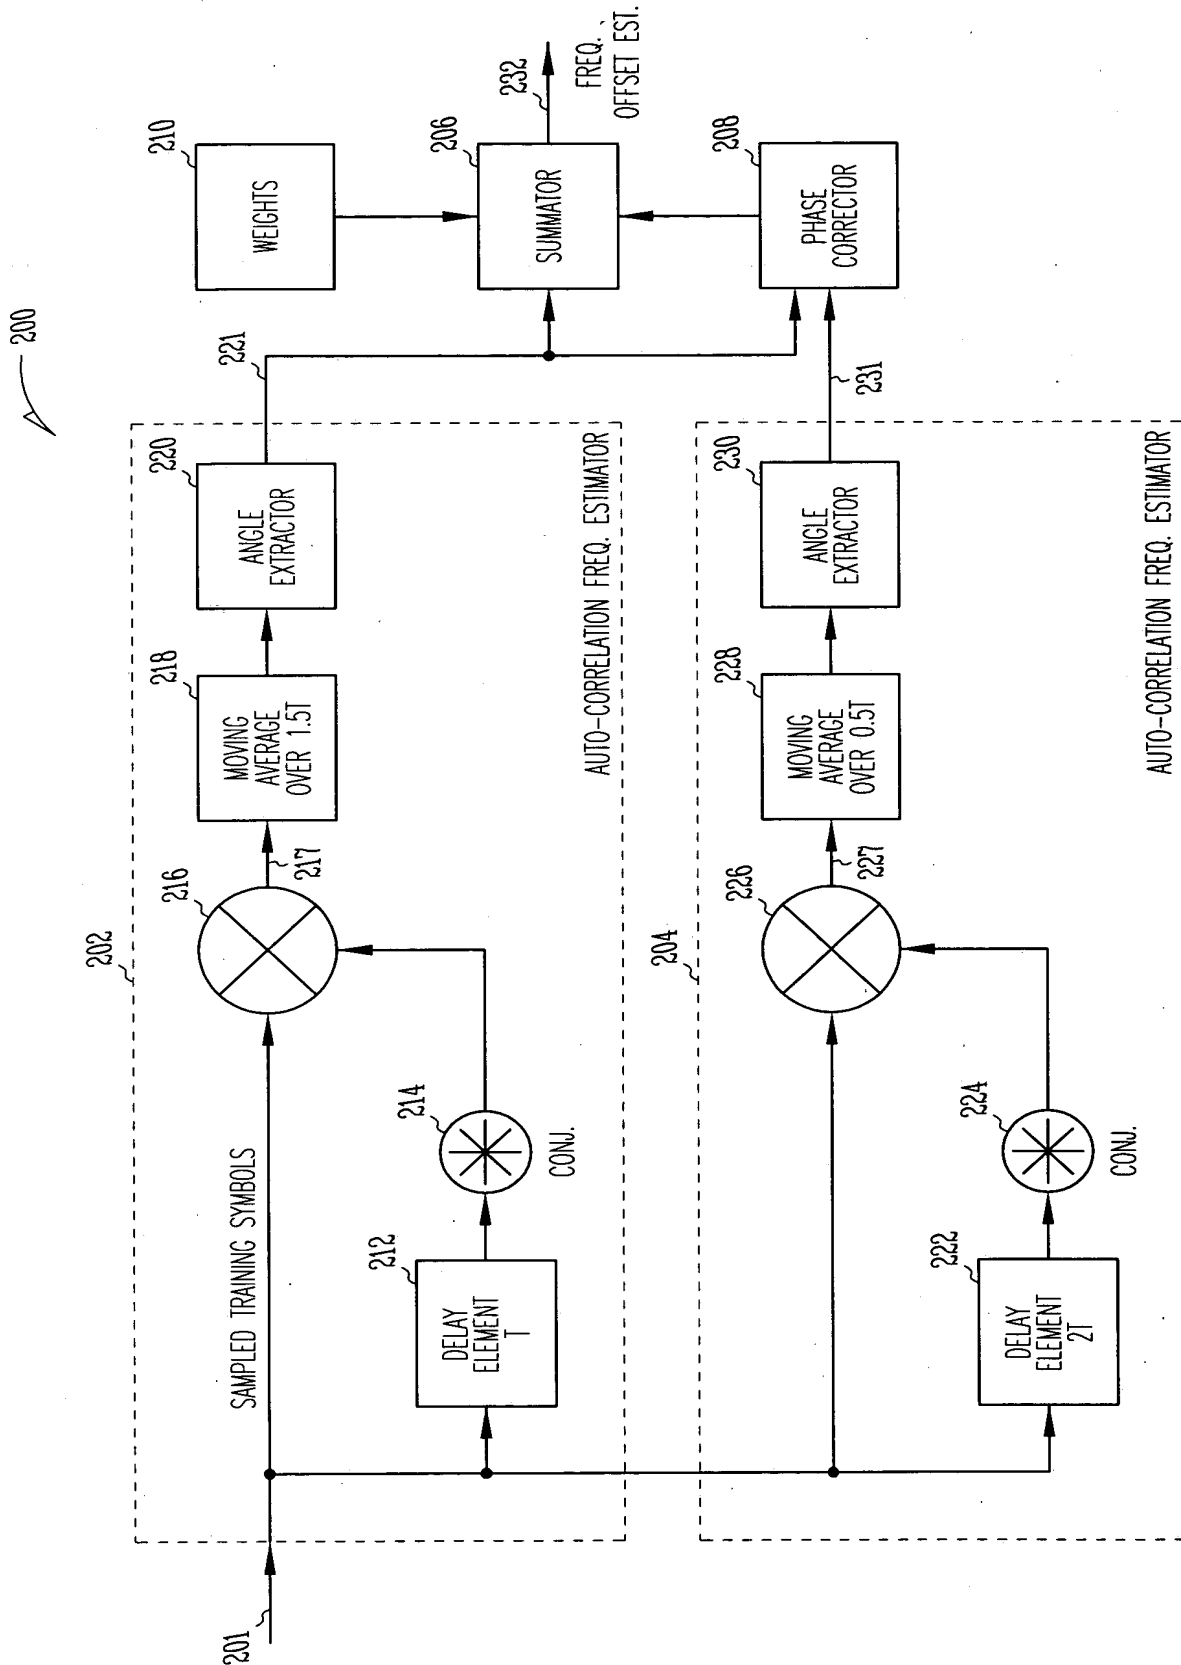 200
201
202
SAMPLED TRAINING SYMBOLS
216
217
218
MOVING
AVERAGE
OVER 1.5T
220
ANGLE
EXTRACTOR
221
212
DELAY
ELEMENT
T
214
CONJ.
AUTO-CORRELATION FREQ. ESTIMATOR
210
WEIGHTS
206
SUMMATOR
232
FREQ.
OFFSET EST.
208
PHASE
CORRECTOR
204
226
227
228
MOVING
AVERAGE
OVER 0.5T
230
ANGLE
EXTRACTOR
231
222
DELAY
ELEMENT
2T
224
CONJ.
AUTO-CORRELATION FREQ. ESTIMATOR